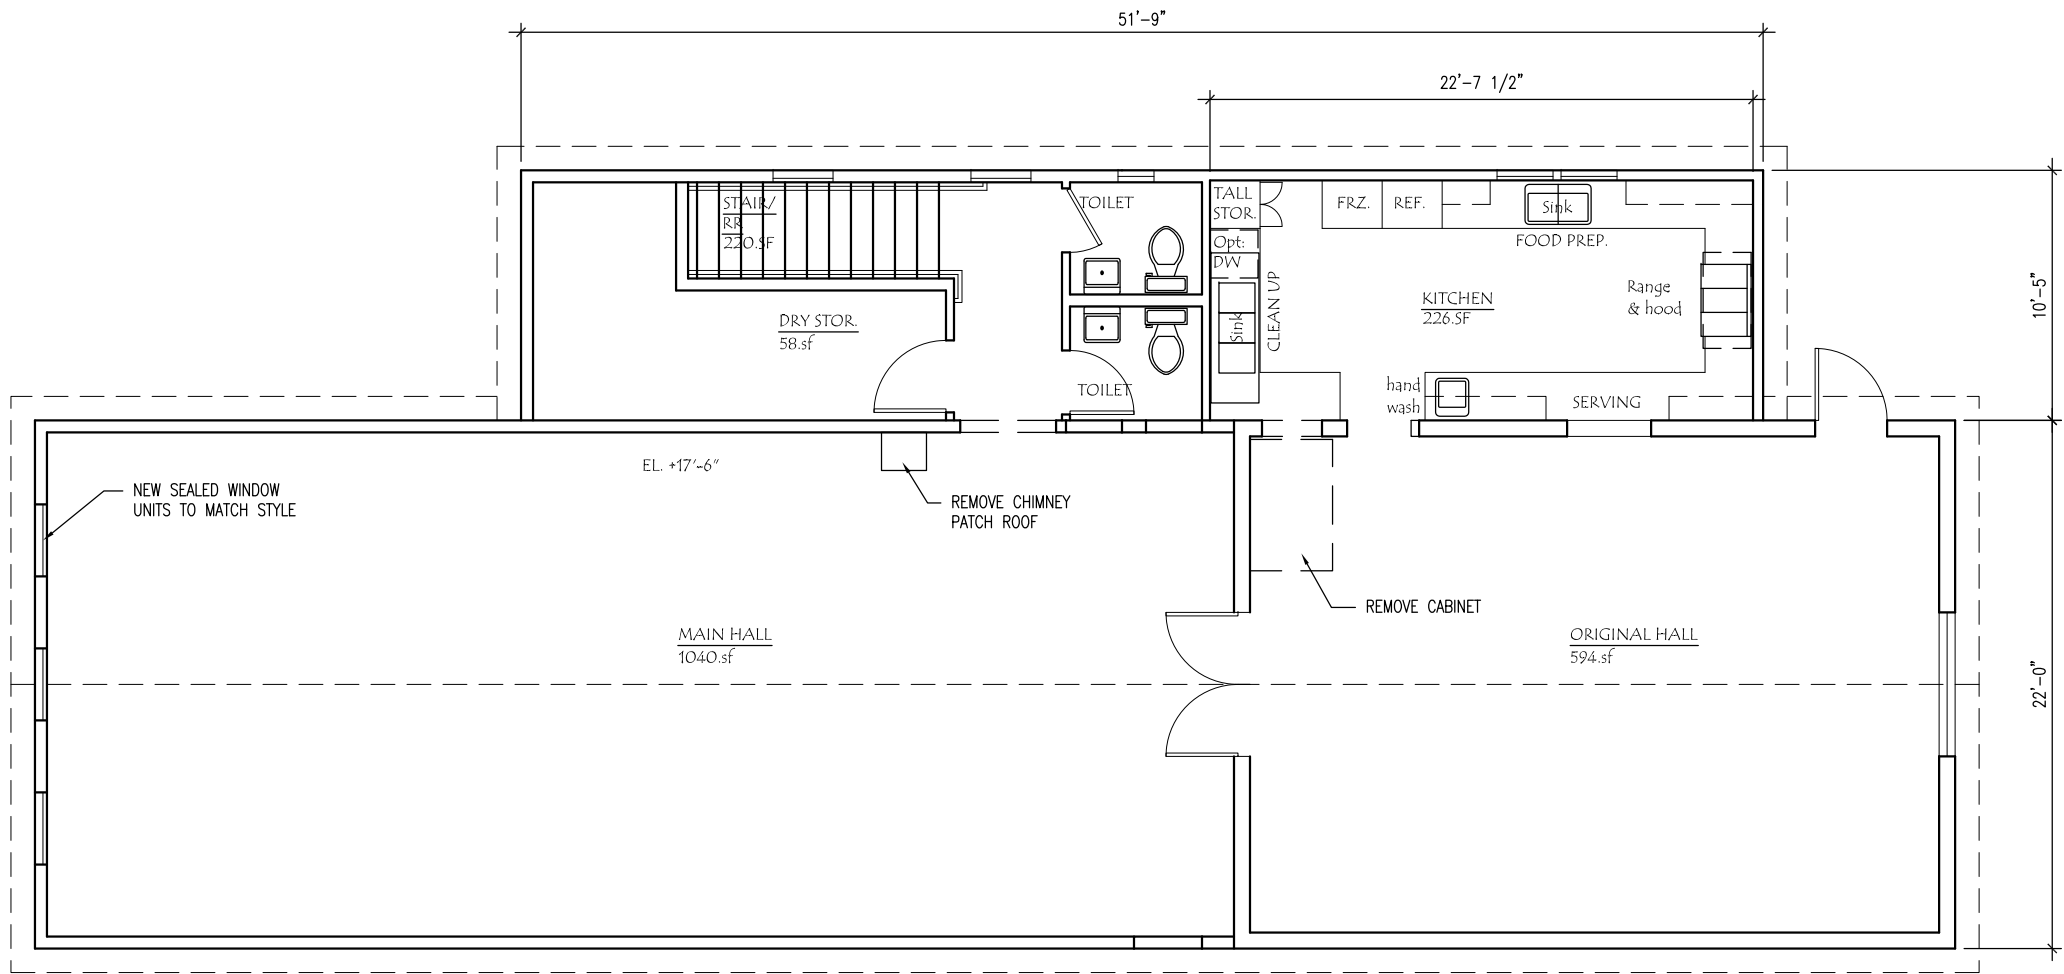 51'-9"
22'-7 1/2"
STAIR/
RR
220.SF
TOILET
TALL
STOR.
FRZ.
REF.
Sink
FOOD PREP.
Opt:
DW
CLEAN UP
Sink
KITCHEN
226.SF
Range
& hood
10'-5"
DRY STOR.
58.sf
TOILET
hand
wash
SERVING
EL. +17'-6"
NEW SEALED WINDOW
UNITS TO MATCH STYLE
REMOVE CHIMNEY
PATCH ROOF
REMOVE CABINET
MAIN HALL
1040.sf
ORIGINAL HALL
594.sf
22'-0"